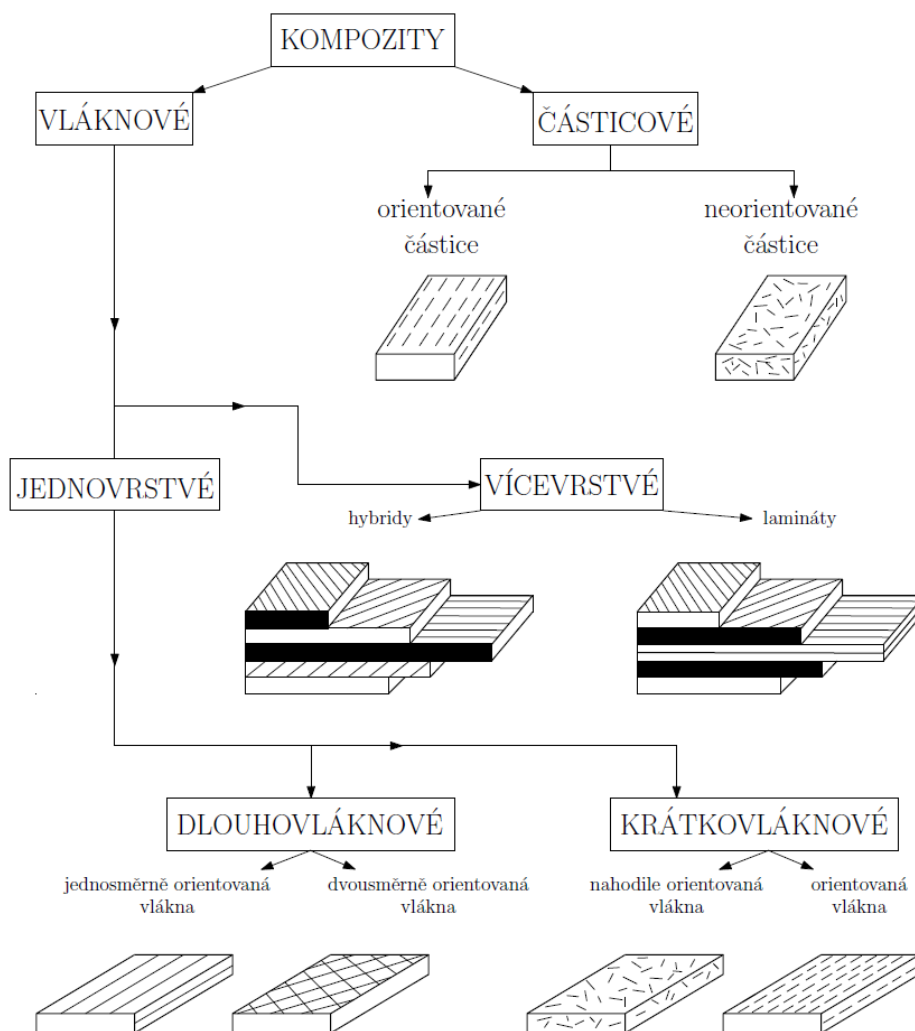 KOMPOZITY
VLÁKNOVÉ
ČÁSTICOVÉ
orientované
částice
neorientované
částice
JEDNOVRSTVÉ
VÍCEVRSTVÉ
hybridy
lamináty
DLOUHOVLÁKNOVÉ
KRÁTKOVLÁKNOVÉ
jednosměrně orientovaná
vlákna
dvousměrně orientovaná
vlákna
nahodile orientovaná
vlákna
orientovaná
vlákna